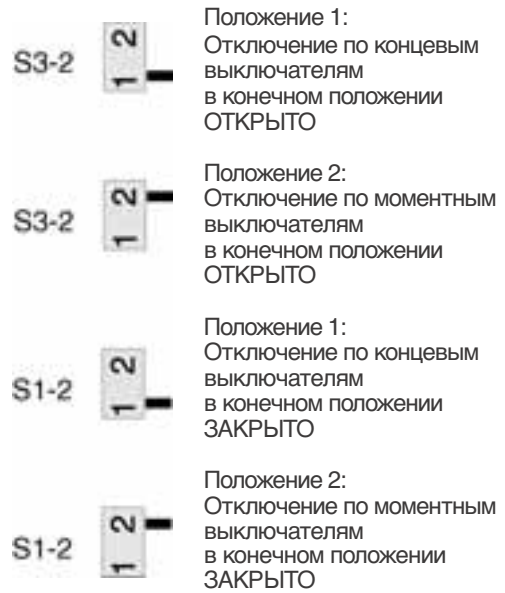 S3-2
2
1
Положение 1:
Отключение по концевым
выключателям
в конечном положении
ОТКРЫТО
S3-2
2
1
Положение 2:
Отключение по моментным
выключателям
в конечном положении
ОТКРЫТО
S1-2
2
1
Положение 1:
Отключение по концевым
выключателям
в конечном положении
ЗАКРЫТО
S1-2
2
1
Положение 2:
Отключение по моментным
выключателям
в конечном положении
ЗАКРЫТО